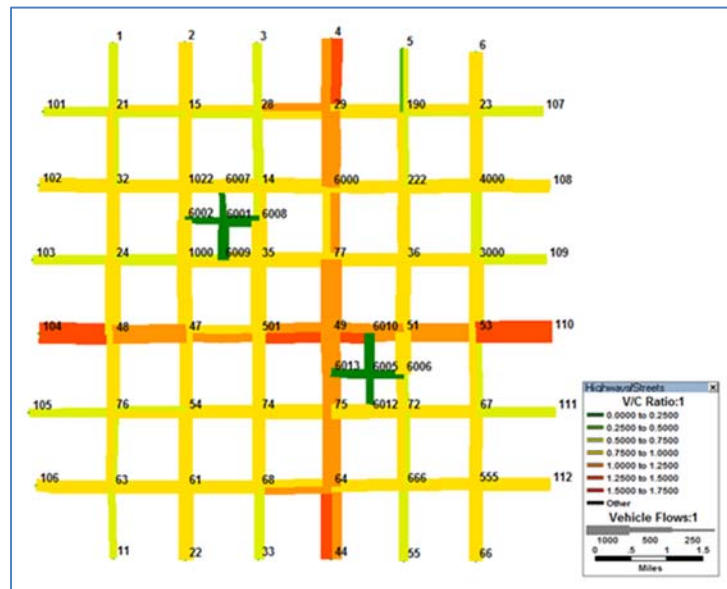 1 2 3 4 5 6
101 21 15 28 29 190 23 107
102 32 1022 6007 14 6000 222 4000 108
6002 6001 6008
103 24 1000 6009 35 77 36 3000 109
104 48 47 501 49 6010 51 53 110
6013 6005 6006
105 76 54 74 75 6012 72 67 111
106 63 61 68 64 666 555 112
11 22 33 44 55 66
Highways/Streets
V/C Ratio:1
0.0000 to 0.2500
0.2500 to 0.5000
0.5000 to 0.7500
0.7500 to 1.0000
1.0000 to 1.2500
1.2500 to 1.5000
1.5000 to 1.7500
Other
Vehicle Flows:1
1000 500 250
0 .5 1 1.5
Miles